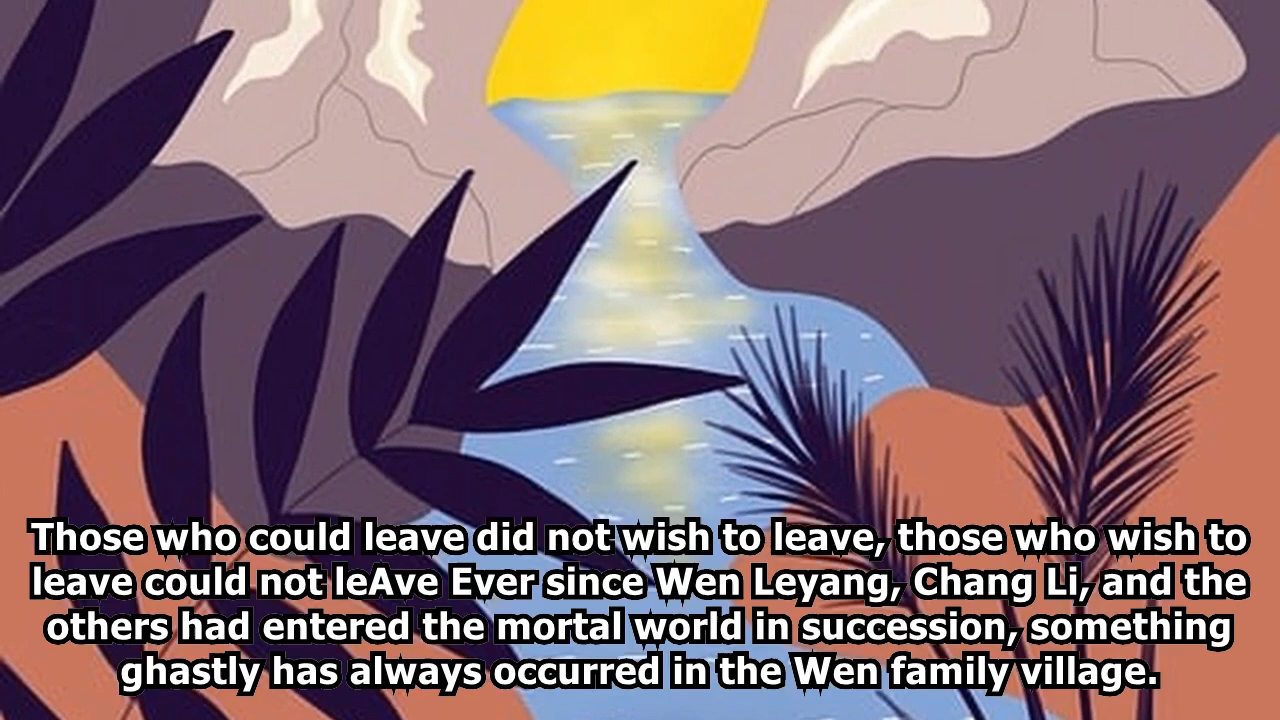 Those who could leave did not wish to leave, those who wish to
leave could not leAve Ever since Wen Leyang, Chang Li, and the
others had entered the mortal world in succession, something
ghastly has always occurred in the Wen family village.